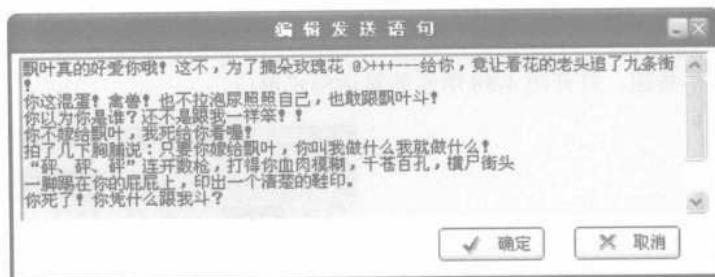 编辑发送语句
飘叶真的好爱你哦！这不，为了摘朵玫瑰花 @>+++---给你，竟让看花的老头追了九条街
！
你这混蛋！禽兽！也不拉泡尿照照自己，也敢跟飘叶斗！
你以为你是谁？还不是跟我一样笨！！
你不嫁给飘叶，我死给你看喔！
拍了几下胸脯说：只要你嫁给飘叶，你叫我做什么我就做什么！
“砰、砰、砰”连开数枪，打得你血肉模糊，千苍百孔，横尸街头
一脚踢在你的屁屁上，印出一个清楚的鞋印。
你死了！你凭什么跟我斗？
确定
取消